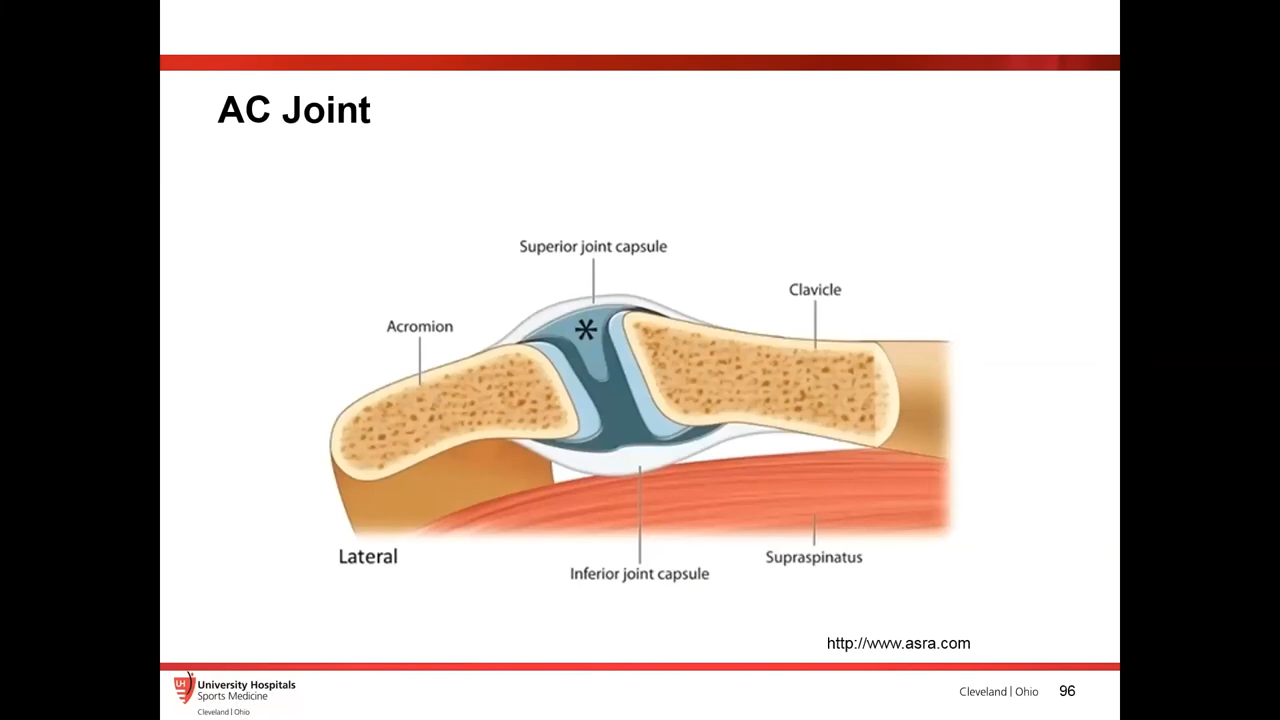 AC Joint
Superior joint capsule
Clavicle
Acromion
*
Lateral
Inferior joint capsule
Supraspinatus
http://www.asra.com
UH
University Hospitals
Sports Medicine
Cleveland | Ohio
Cleveland | Ohio
96